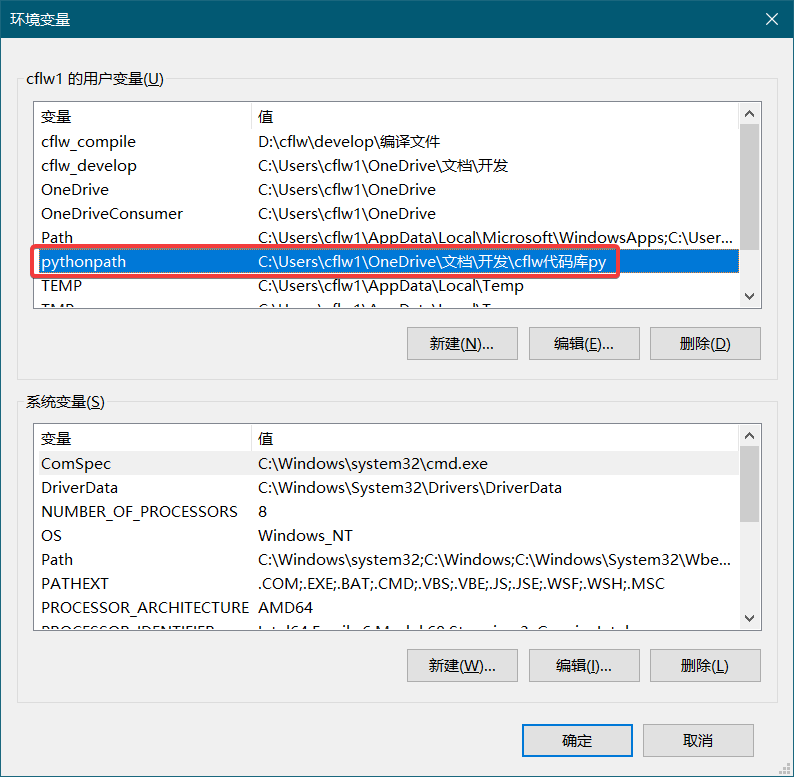 环境变量
cflw1 的用户变量(U)
变量 值
cflw_compile D:\cflw\develop\编译文件
cflw_develop C:\Users\cflw1\OneDrive\文档\开发
OneDrive C:\Users\cflw1\OneDrive
OneDriveConsumer C:\Users\cflw1\OneDrive
Path C:\Users\cflw1\AppData\Local\Microsoft\WindowsApps;C:\User...
pythonpath C:\Users\cflw1\OneDrive\文档\开发\cflw代码库py
TEMP C:\Users\cflw1\AppData\Local\Temp
新建(N)... 编辑(E)... 删除(D)
系统变量(S)
变量 值
ComSpec C:\Windows\system32\cmd.exe
DriverData C:\Windows\System32\Drivers\DriverData
NUMBER_OF_PROCESSORS 8
OS Windows_NT
Path C:\Windows\system32;C:\Windows;C:\Windows\System32\Wbe...
PATHEXT .COM;.EXE;.BAT;.CMD;.VBS;.VBE;.JS;.JSE;.WSF;.WSH;.MSC
PROCESSOR_ARCHITECTURE AMD64
新建(W)... 编辑(I)... 删除(L)
确定 取消